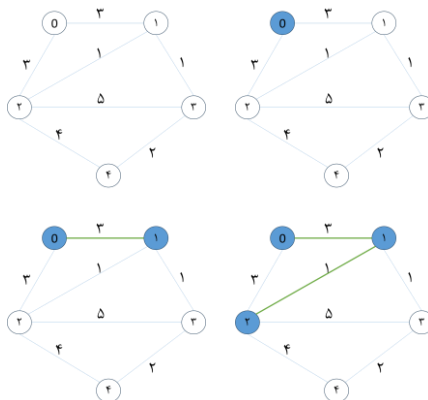 ۳ ۳
0 ۱ 0 ۱
۱ ۱
۳ ۱ ۳ ۱
۵ ۵
۲ ۳ ۲ ۳
۴ ۲ ۴ ۲
۴ ۴
۳ ۳
0 ۱ 0 ۱
۱ ۱
۳ ۱ ۳ ۱
۵ ۵
۲ ۳ ۲ ۳
۴ ۲ ۴ ۲
۴ ۴